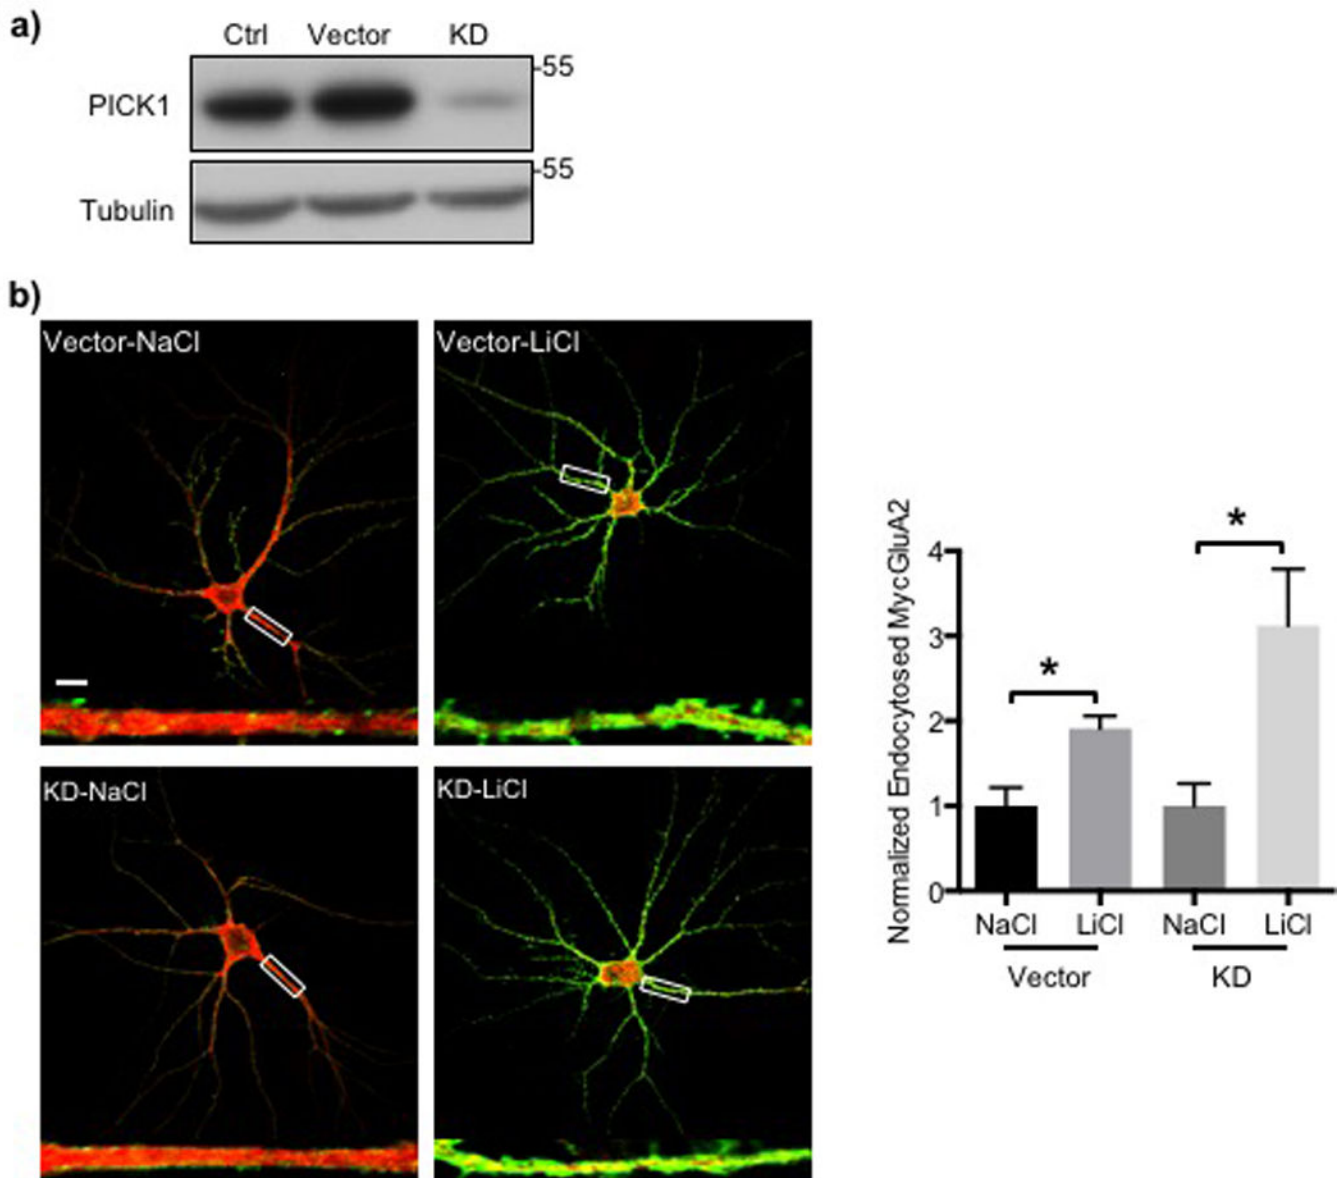 a)
Ctrl Vector KD
-55
PICK1
-55
Tubulin
b)
Vector-NaCl
Vector-LiCl
KD-NaCl
KD-LiCl
Normalized Endocytosed MycGluA2
4
3
2
1
0
*
*
NaCl LiCl NaCl LiCl
Vector KD